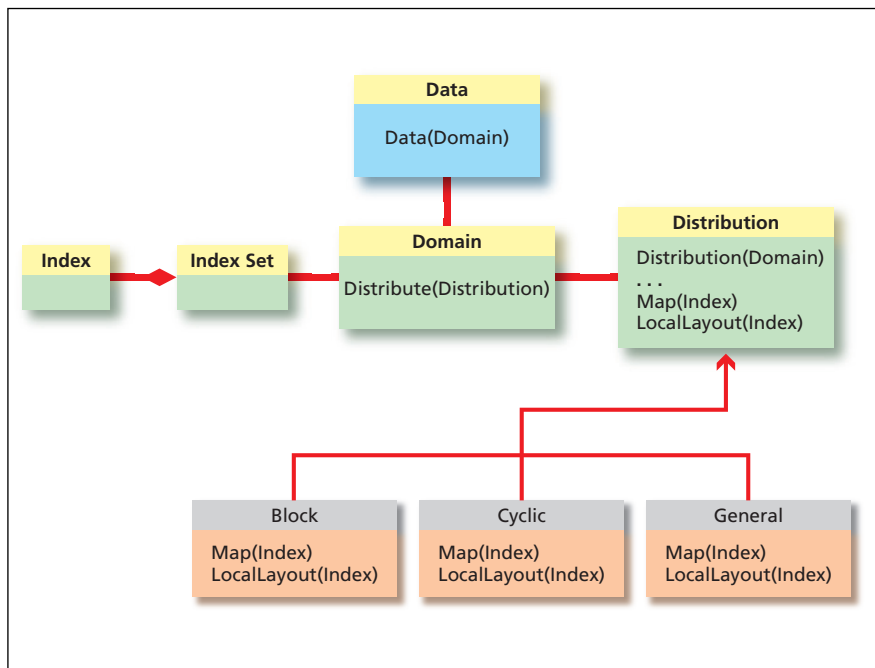 Data
Data(Domain)
Index
Index Set
Domain
Distribute(Distribution)
Distribution
Distribution(Domain)
. . .
Map(Index)
LocalLayout(Index)
Block
Map(Index)
LocalLayout(Index)
Cyclic
Map(Index)
LocalLayout(Index)
General
Map(Index)
LocalLayout(Index)